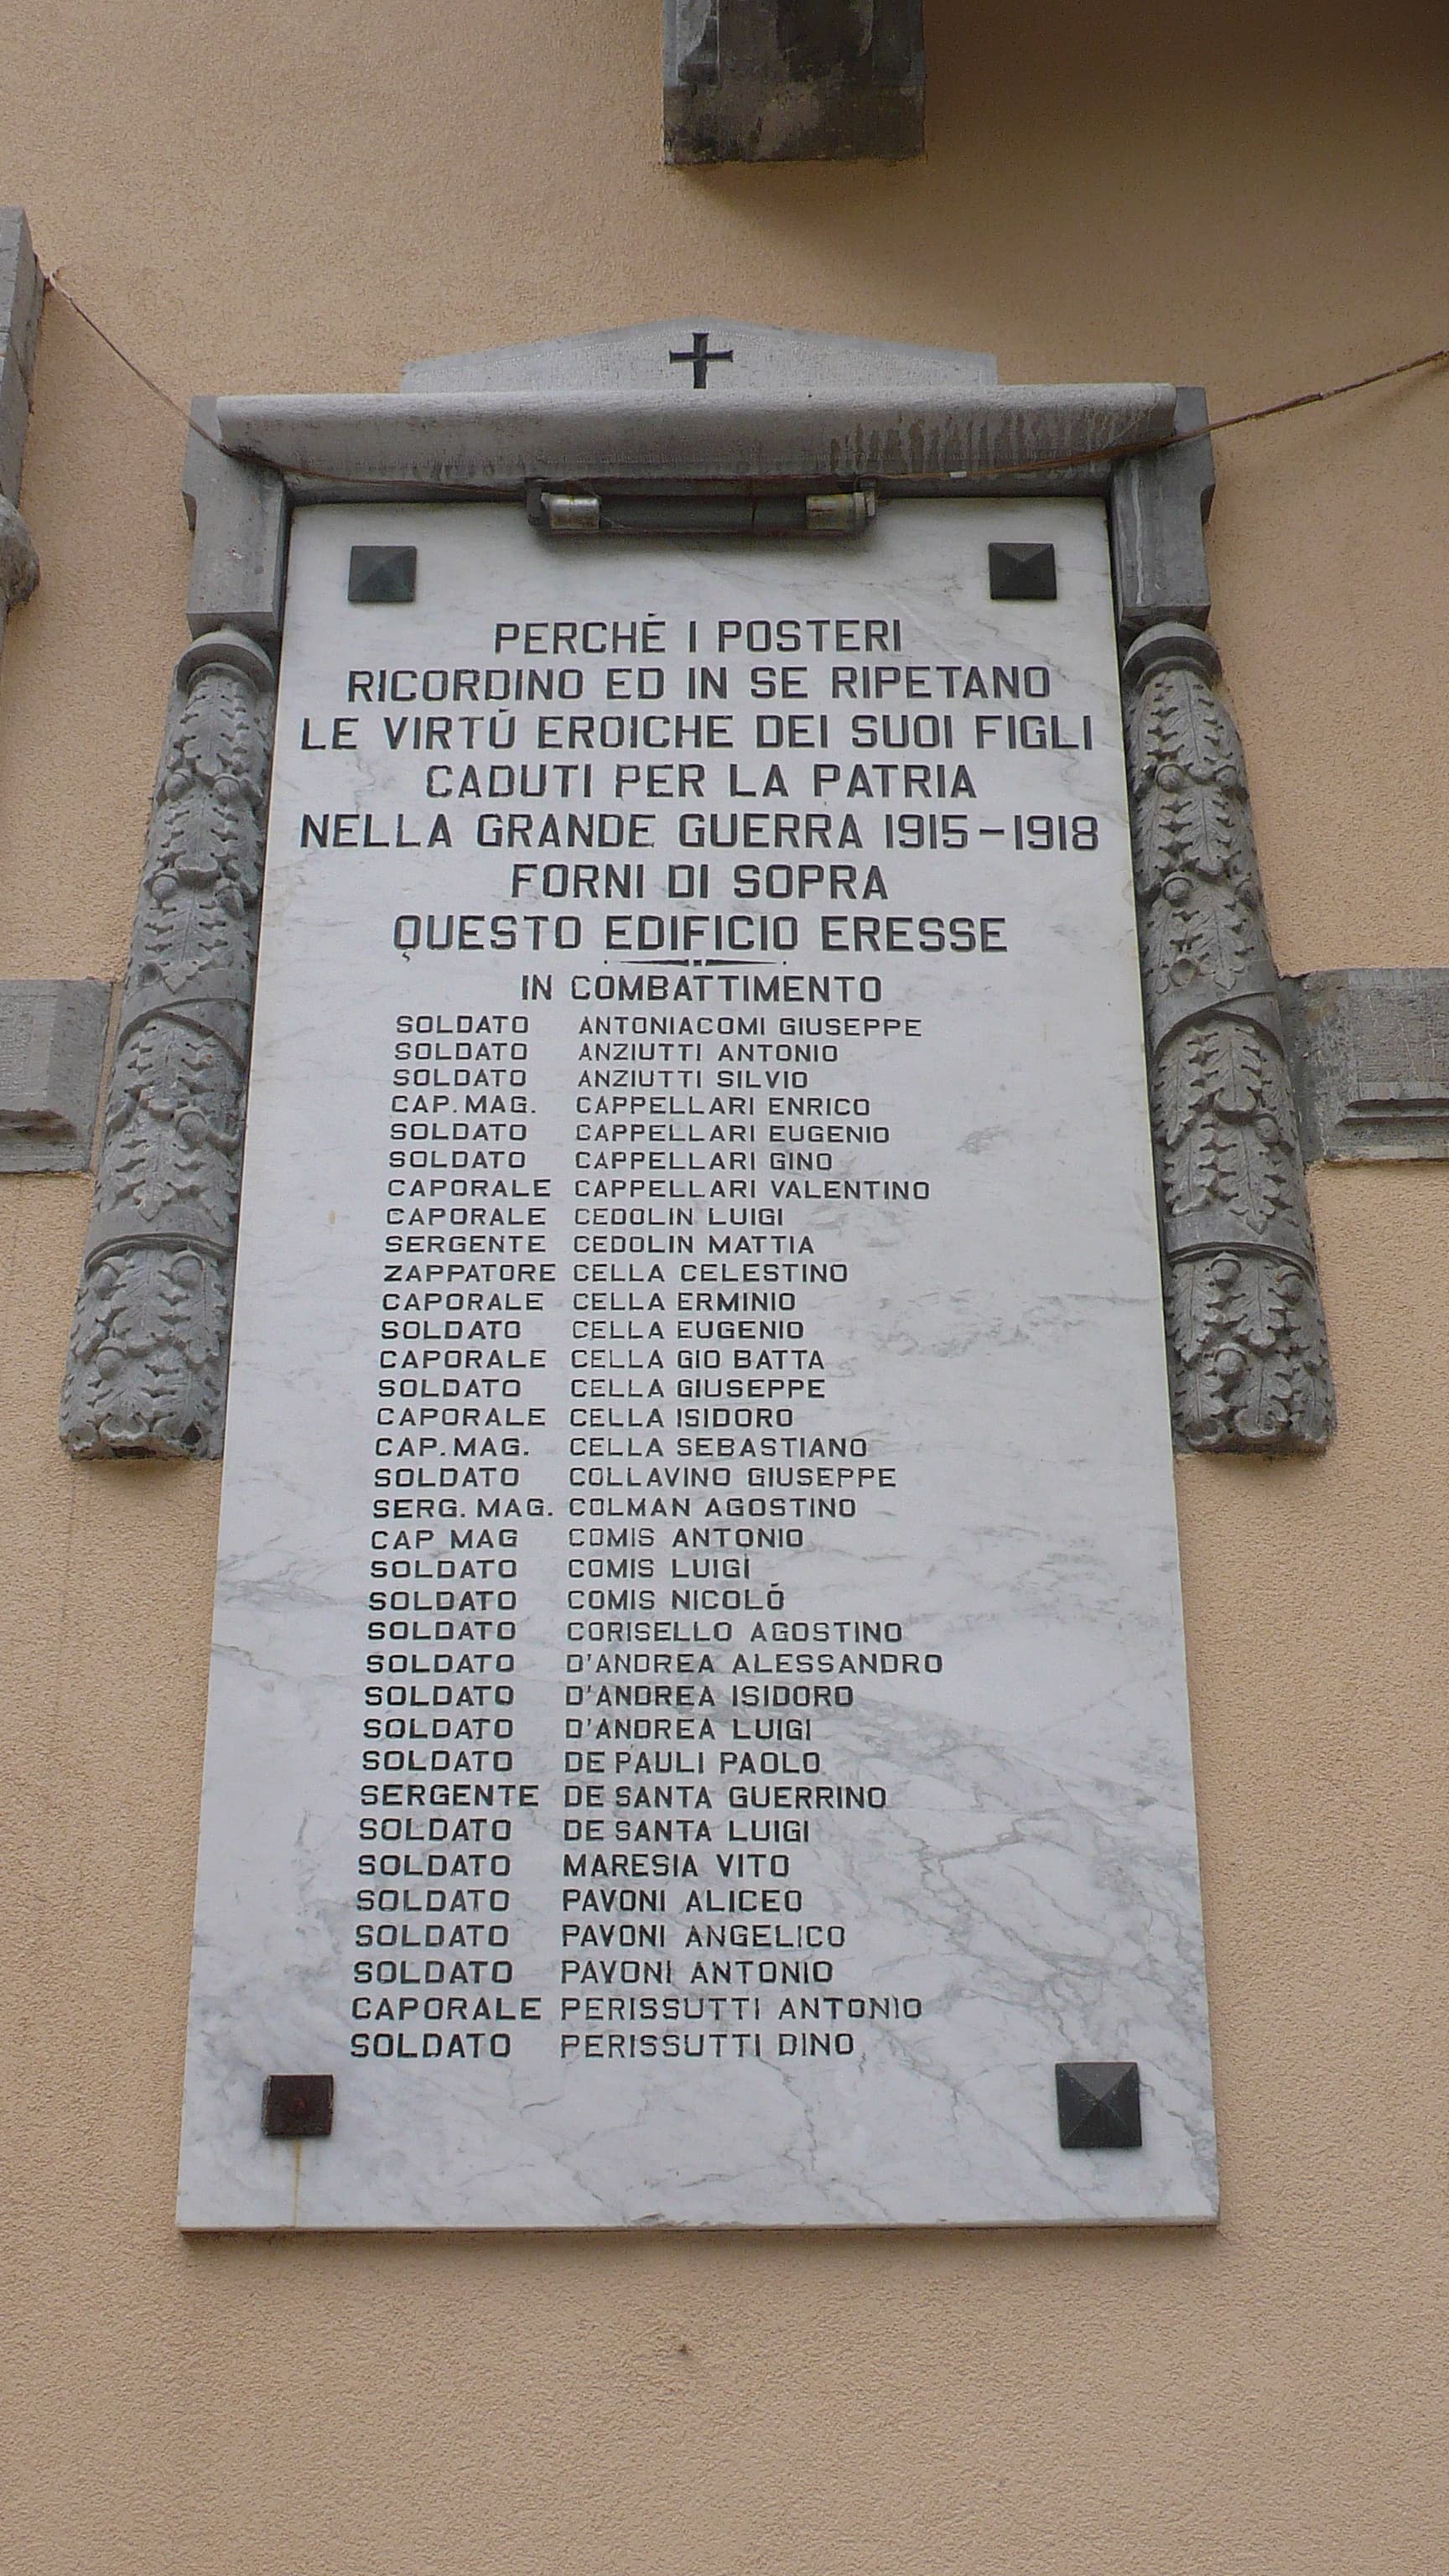 PERCHÉ I POSTERI
RICORDINO ED IN SE RIPETANO
LE VIRTÚ EROICHE DEI SUOI FIGLI
CADUTI PER LA PATRIA
NELLA GRANDE GUERRA 1915-1918
FORNI DI SOPRA
QUESTO EDIFICIO ERESSE
IN COMBATTIMENTO
SOLDATO ANTONIACOMI GIUSEPPE
SOLDATO ANZIUTTI ANTONIO
SOLDATO ANZIUTTI SILVIO
CAP.MAG. CAPPELLARI ENRICO
SOLDATO CAPPELLARI EUGENIO
SOLDATO CAPPELLARI GINO
CAPORALE CAPPELLARI VALENTINO
CAPORALE CEDOLIN LUIGI
SERGENTE CEDOLIN MATTIA
ZAPPATORE CELLA CELESTINO
CAPORALE CELLA ERMINIO
SOLDATO CELLA EUGENIO
CAPORALE CELLA GIO BATTA
SOLDATO CELLA GIUSEPPE
CAPORALE CELLA ISIDORO
CAP.MAG. CELLA SEBASTIANO
SOLDATO COLLAVINO GIUSEPPE
SERG. MAG. COLMAN AGOSTINO
CAP MAG COMIS ANTONIO
SOLDATO COMIS LUIGI
SOLDATO COMIS NICOLÓ
SOLDATO CORISELLO AGOSTINO
SOLDATO D'ANDREA ALESSANDRO
SOLDATO D'ANDREA ISIDORO
SOLDATO D'ANDREA LUIGI
SOLDATO DE PAULI PAOLO
SERGENTE DE SANTA GUERRINO
SOLDATO DE SANTA LUIGI
SOLDATO MARESIA VITO
SOLDATO PAVONI ALICEO
SOLDATO PAVONI ANGELICO
SOLDATO PAVONI ANTONIO
CAPORALE PERISSUTTI ANTONIO
SOLDATO PERISSUTTI DINO